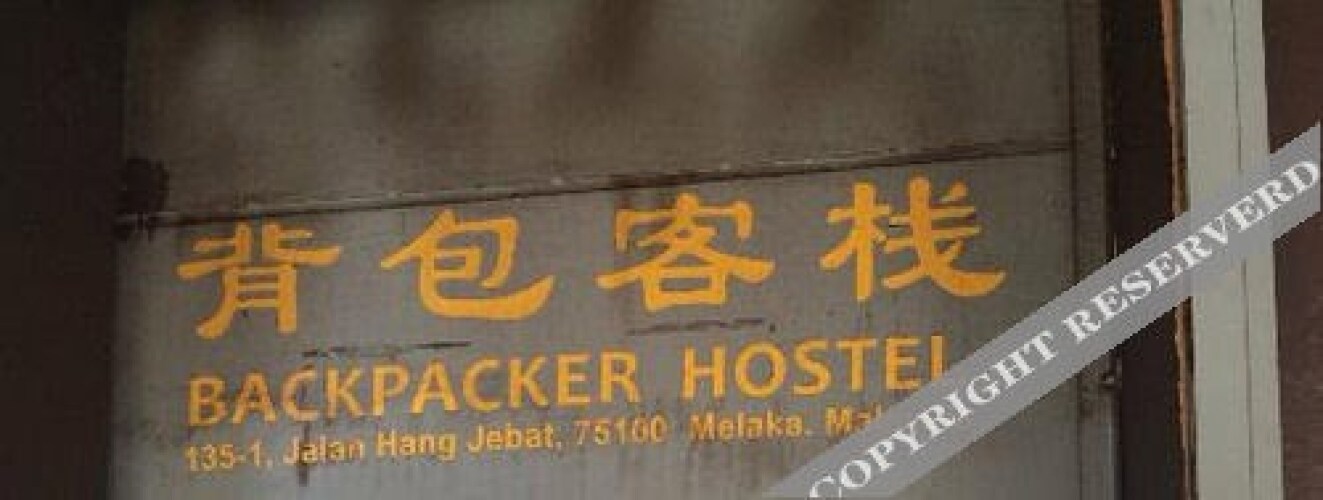 背包客栈
BACKPACKER HOSTEL
135-1, Jalan Hang Jebat, 75100 Melaka.
COPYRIGHT RESERVERD